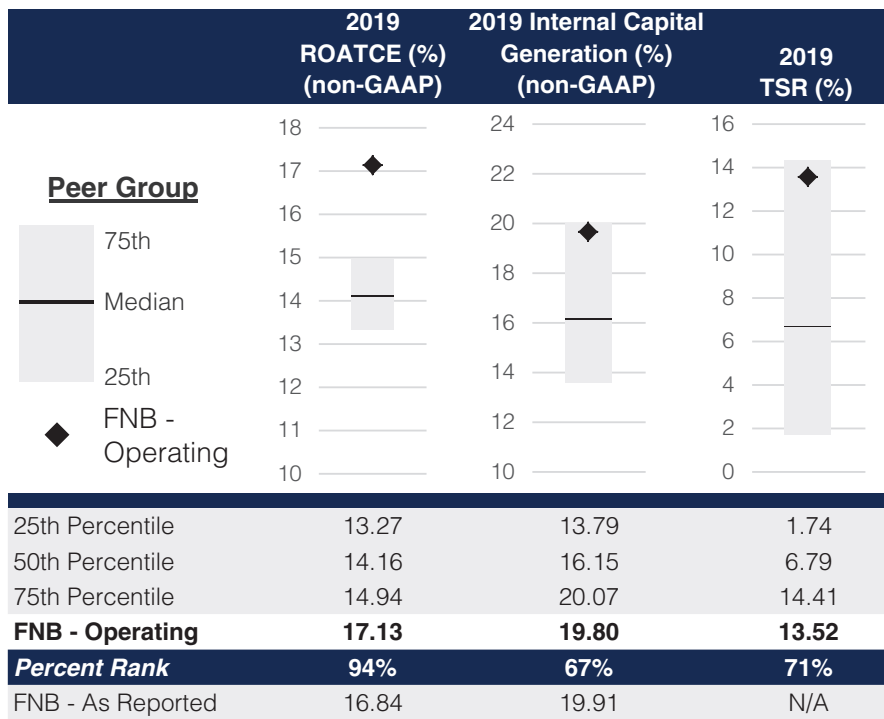 2019
ROATCE (%)
(non-GAAP)
2019 Internal Capital
Generation (%)
(non-GAAP)
2019
TSR (%)
Peer Group
75th
Median
25th
FNB -
Operating
18
17
16
15
14
13
12
11
10
24
22
20
18
16
14
12
10
16
14
12
10
8
6
4
2
0
25th Percentile 13.27 13.79 1.74
50th Percentile 14.16 16.15 6.79
75th Percentile 14.94 20.07 14.41
FNB - Operating 17.13 19.80 13.52
Percent Rank 94% 67% 71%
FNB - As Reported 16.84 19.91 N/A